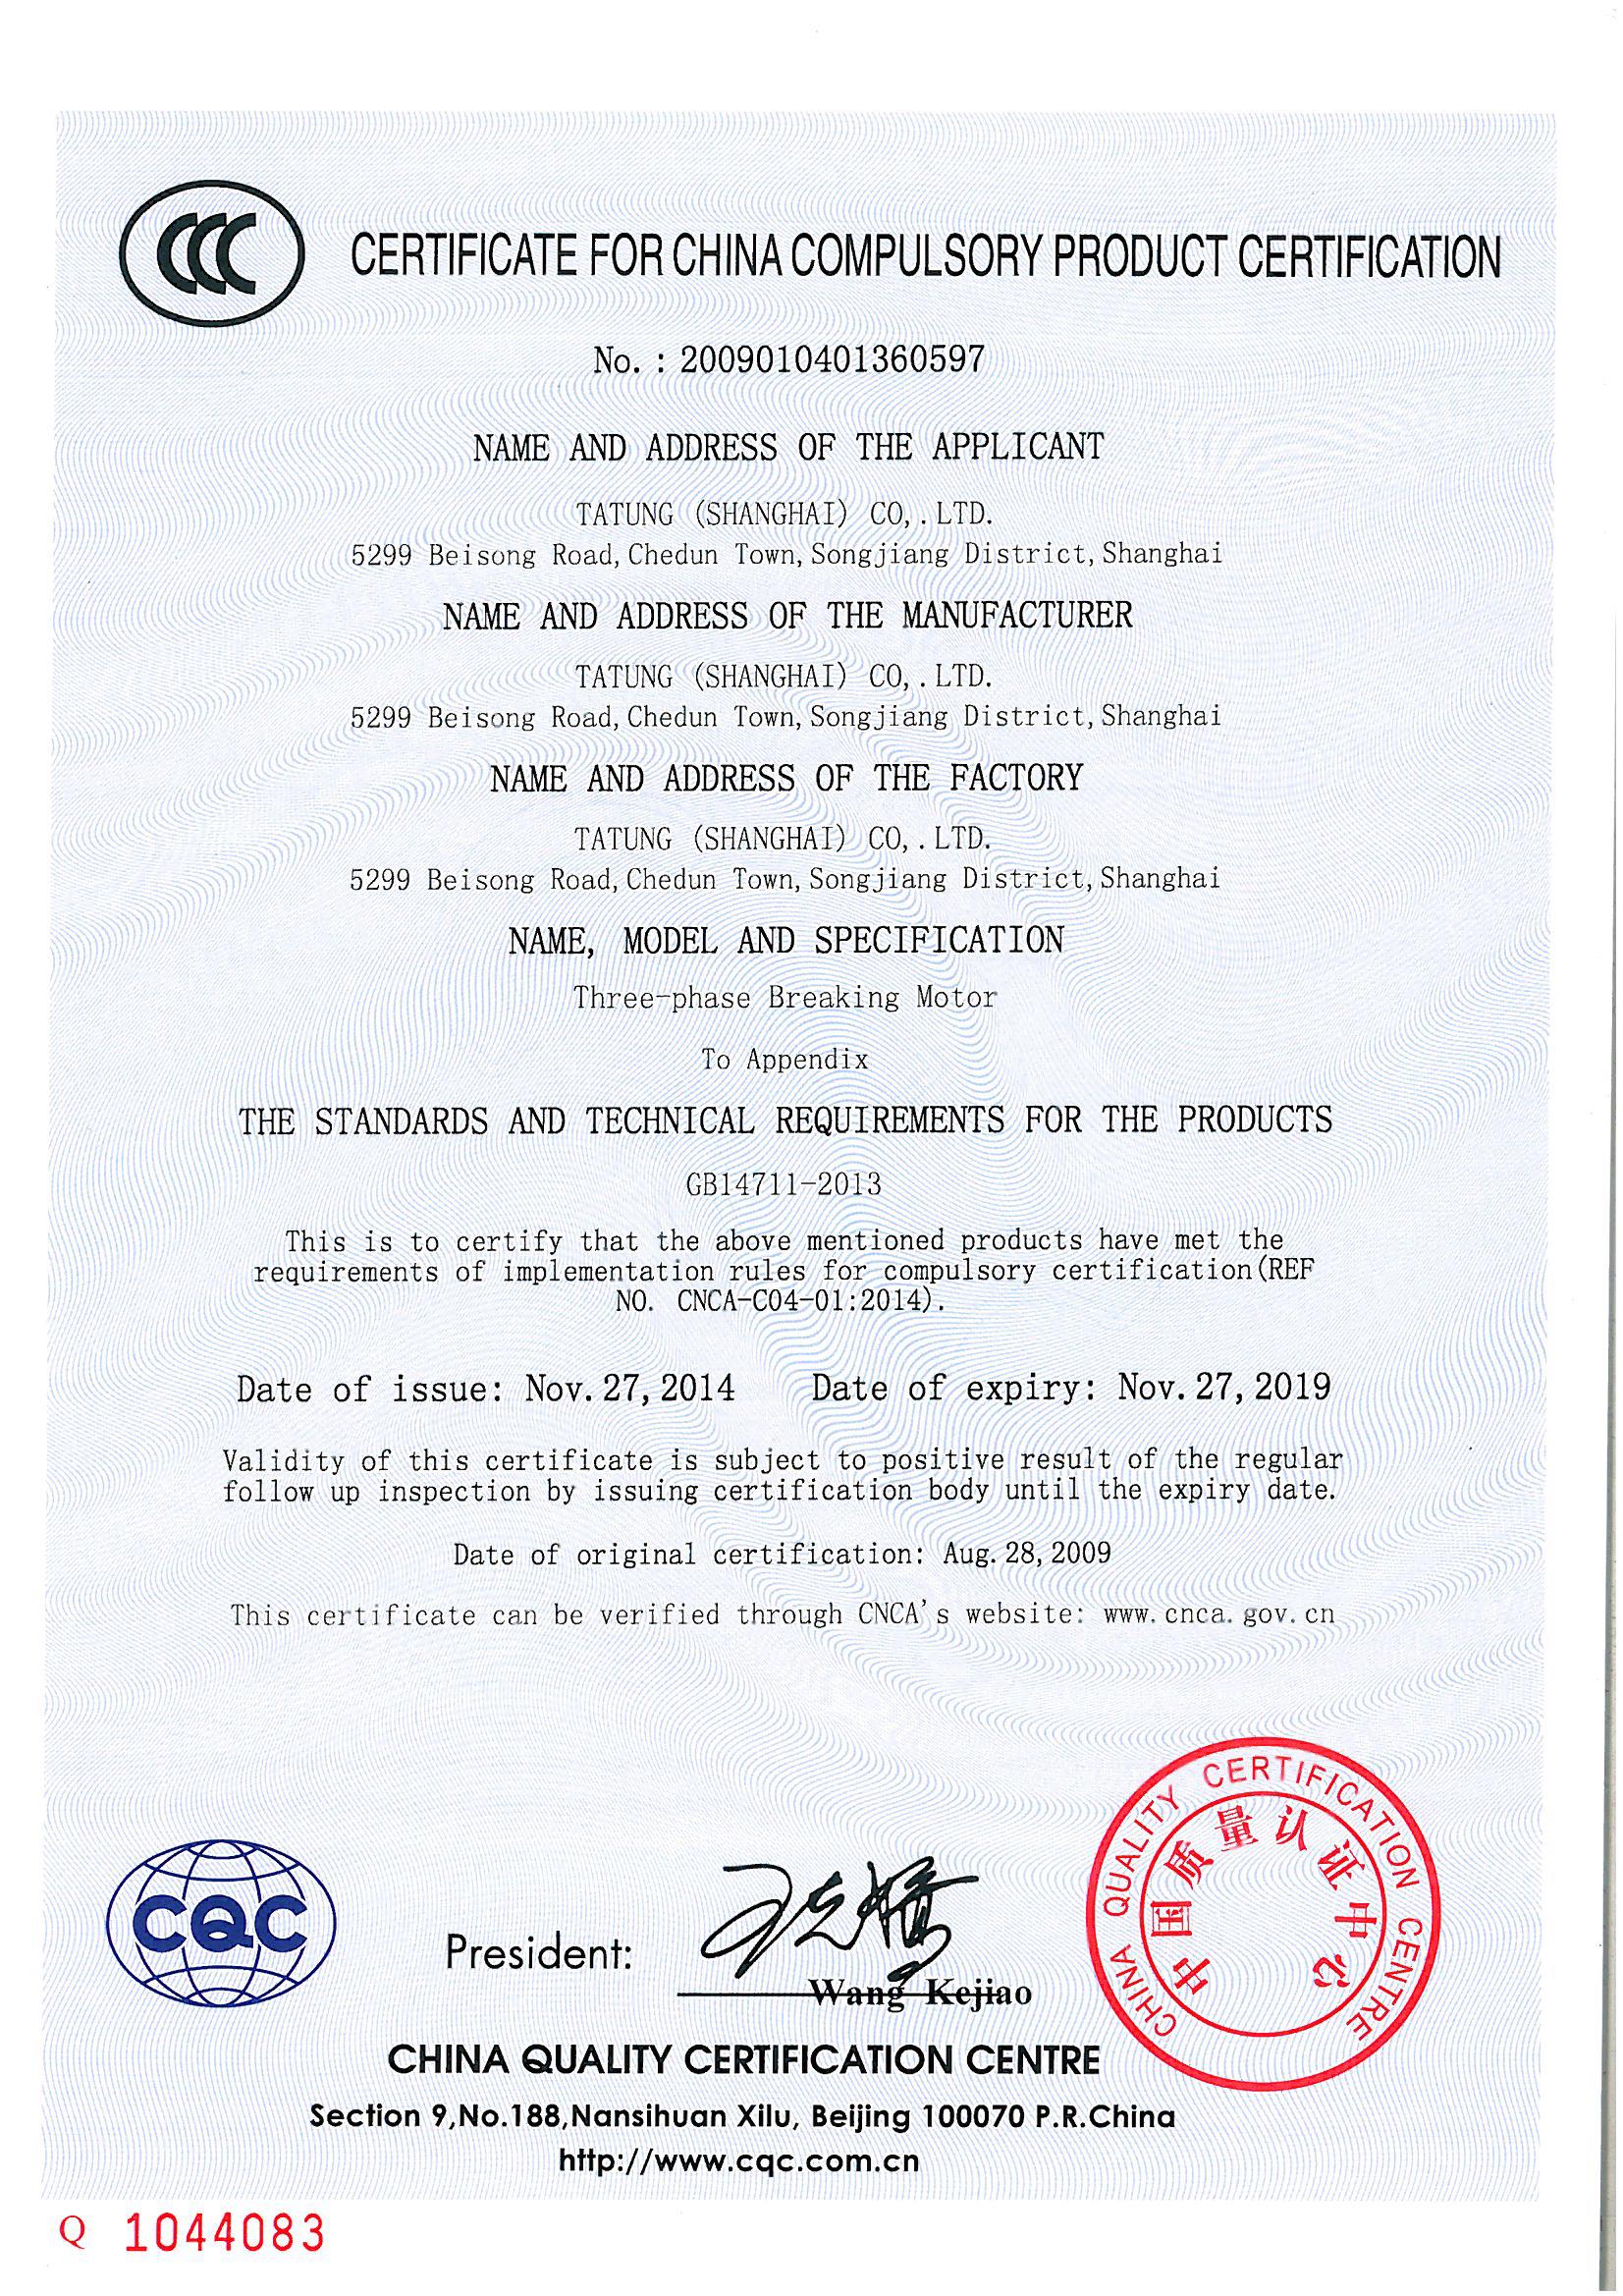 CCC
CERTIFICATE FOR CHINA COMPULSORY PRODUCT CERTIFICATION
No. : 2009010401360597
NAME AND ADDRESS OF THE APPLICANT
TATUNG (SHANGHAI) CO,.LTD.
5299 Beisong Road,Chedun Town,Songjiang District,Shanghai
NAME AND ADDRESS OF THE MANUFACTURER
TATUNG (SHANGHAI) CO,.LTD.
5299 Beisong Road,Chedun Town,Songjiang District,Shanghai
NAME AND ADDRESS OF THE FACTORY
TATUNG (SHANGHAI) CO,.LTD.
5299 Beisong Road,Chedun Town,Songjiang District,Shanghai
NAME, MODEL AND SPECIFICATION
Three-phase Breaking Motor
To Appendix
THE STANDARDS AND TECHNICAL REQUIREMENTS FOR THE PRODUCTS
GB14711-2013
This is to certify that the above mentioned products have met the
requirements of implementation rules for compulsory certification(REF
NO. CNCA-C04-01:2014).
Date of issue: Nov.27,2014 Date of expiry: Nov.27,2019
Validity of this certificate is subject to positive result of the regular
follow up inspection by issuing certification body until the expiry date.
Date of original certification: Aug.28,2009
This certificate can be verified through CNCA's website: www.cnca.gov.cn
CHINA QUALITY CERTIFICATION CENTRE
中国质量认证中心
CQC
President:
王克娇
Wang Kejiao
CHINA QUALITY CERTIFICATION CENTRE
Section 9,No.188,Nansihuan Xilu, Beijing 100070 P.R.China
http://www.cqc.com.cn
Q 1044083